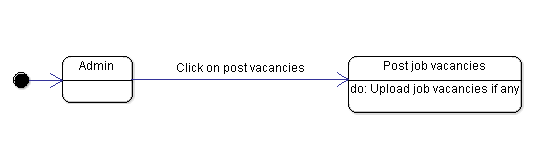 Admin
Click on post vacancies
Post job vacancies
do: Upload job vacancies if any